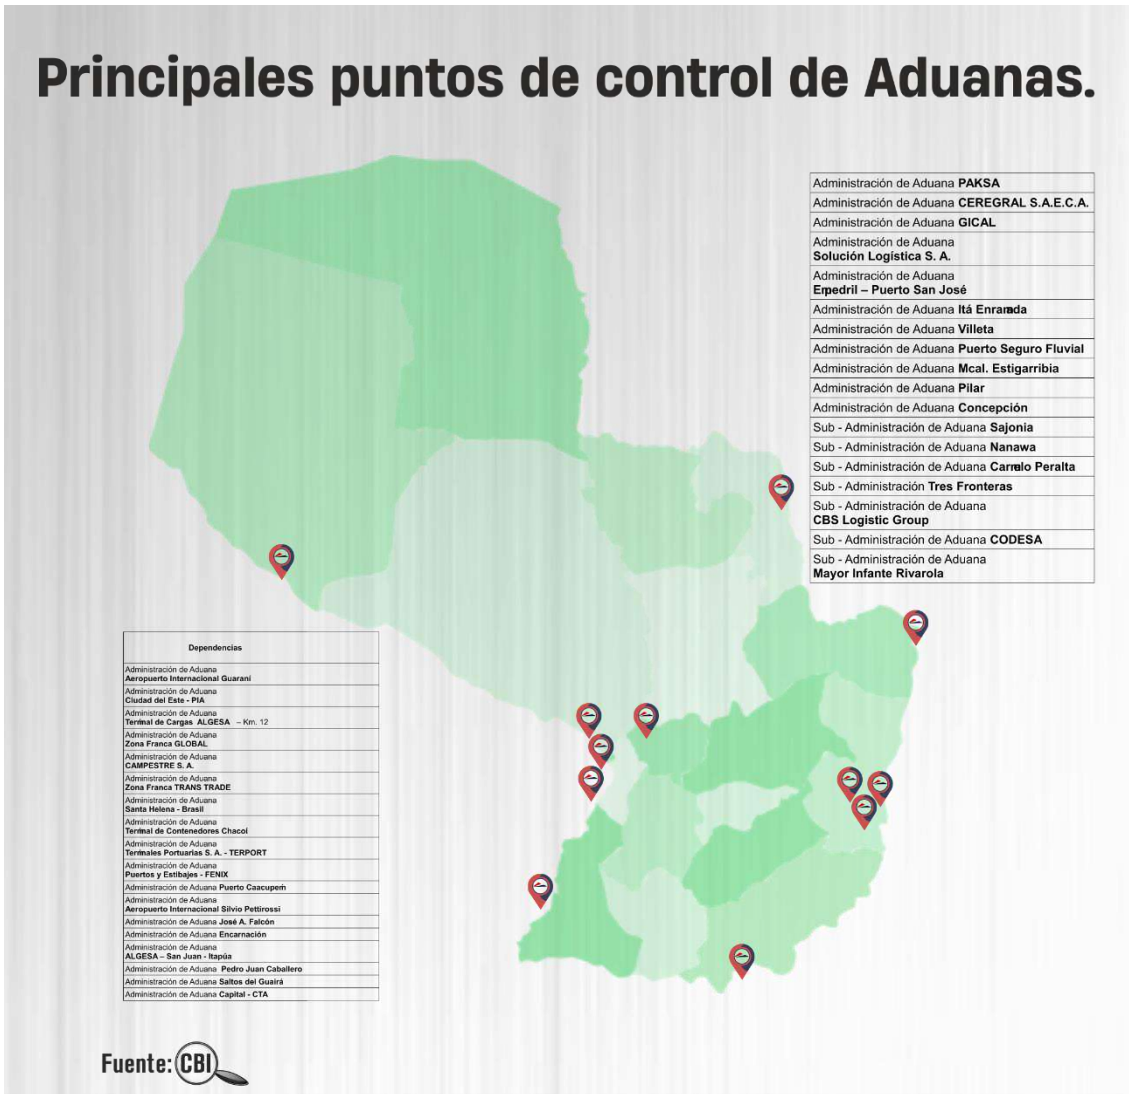 Principales puntos de control de Aduanas.
Administración de Aduana PAKSA
Administración de Aduana CEREGRAL S.A.E.C.A.
Administración de Aduana GICAL
Administración de Aduana
Solución Logística S. A.
Administración de Aduana
Empedril – Puerto San José
Administración de Aduana Itá Enramada
Administración de Aduana Villeta
Administración de Aduana Puerto Seguro Fluvial
Administración de Aduana Mcal. Estigarribia
Administración de Aduana Pilar
Administración de Aduana Concepción
Sub - Administración de Aduana Sajonia
Sub - Administración de Aduana Nanawa
Sub - Administración de Aduana Carmelo Peralta
Sub - Administración Tres Fronteras
Sub - Administración de Aduana
CBS Logistic Group
Sub - Administración de Aduana CODESA
Sub - Administración de Aduana
Mayor Infante Rivarola
Dependencias
Administración de Aduana
Aeropuerto Internacional Guaraní
Administración de Aduana
Ciudad del Este - PIA
Administración de Aduana
Terminal de Cargas ALGESA – Km. 12
Administración de Aduana
Zona Franca GLOBAL
Administración de Aduana
CAMPESTRE S. A.
Administración de Aduana
Zona Franca TRANS TRADE
Administración de Aduana
Santa Helena - Brasil
Administración de Aduana
Terminal de Contenedores Chacoí
Administración de Aduana
Terminales Portuarias S. A. - TERPORT
Administración de Aduana
Puertos y Estibajes - FENIX
Administración de Aduana Puerto Caacupemí
Administración de Aduana
Aeropuerto Internacional Silvio Pettirossi
Administración de Aduana José A. Falcón
Administración de Aduana Encarnación
Administración de Aduana
ALGESA – San Juan - Itapúa
Administración de Aduana Pedro Juan Caballero
Administración de Aduana Saltos del Guairá
Administración de Aduana Capital - CTA
Fuente: CBI